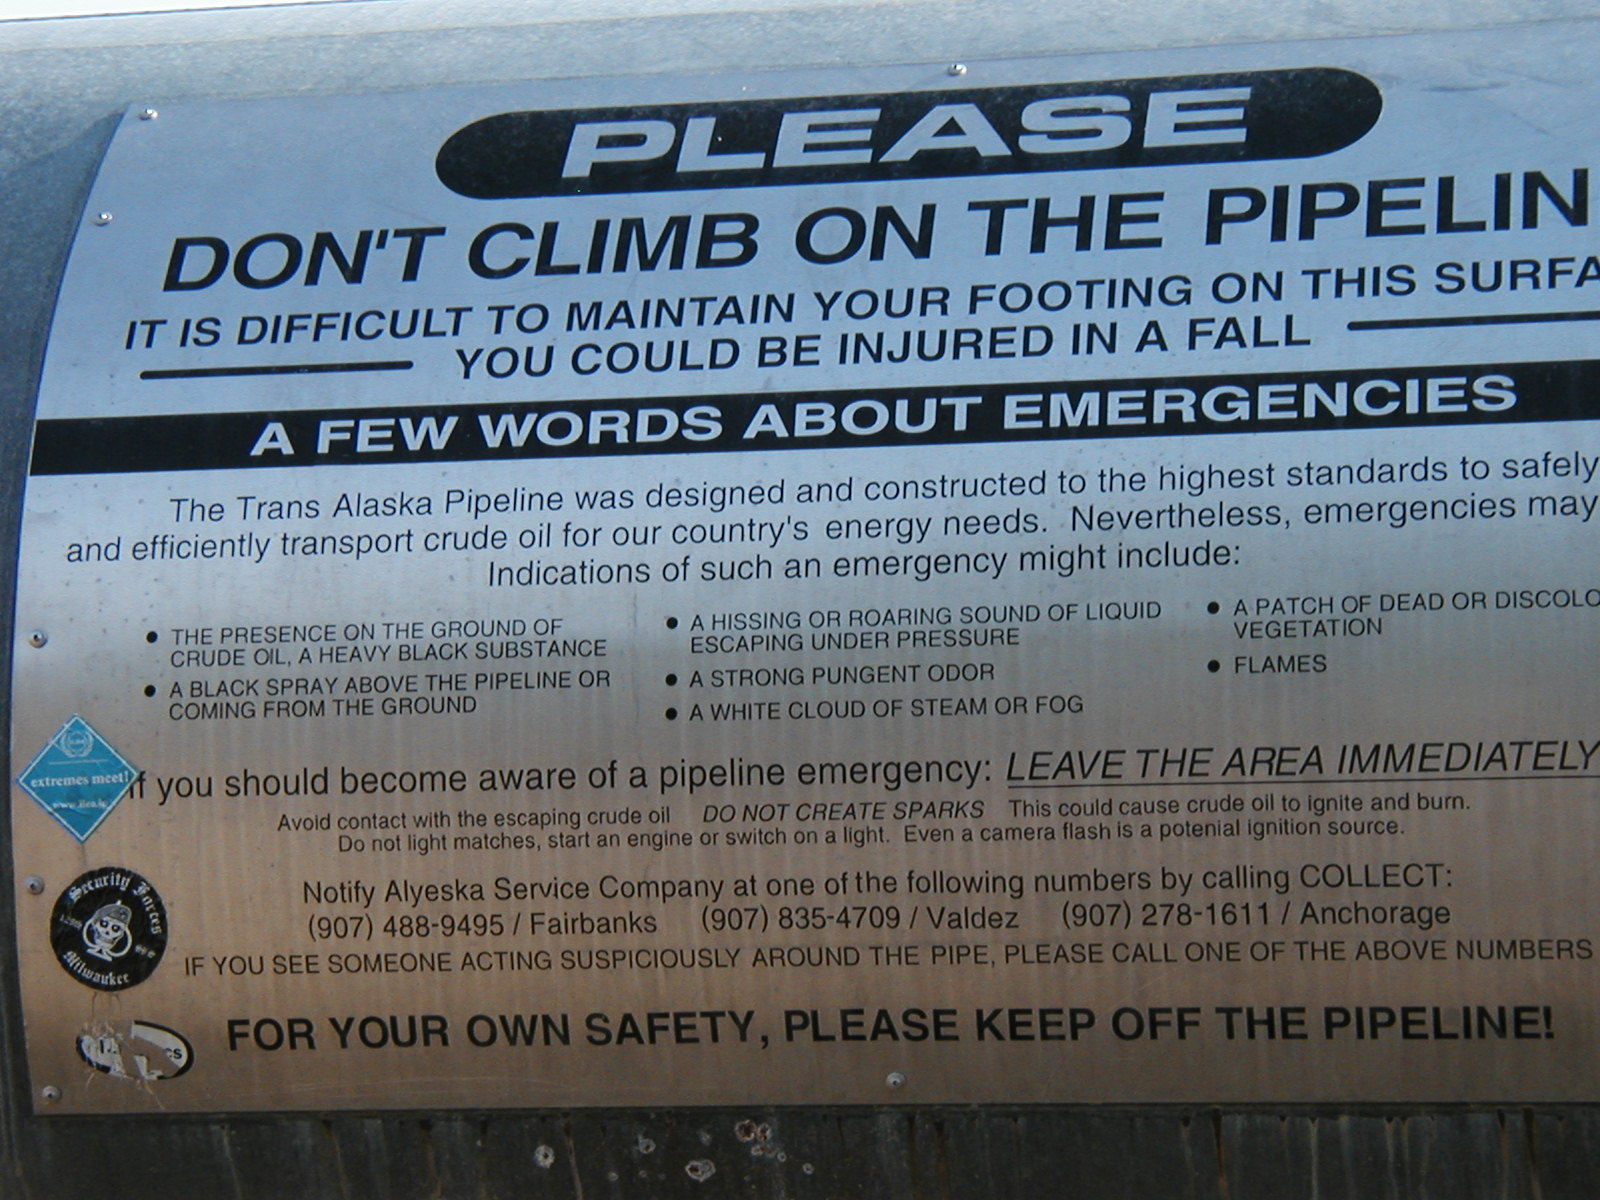 PLEASE
DON'T CLIMB ON THE PIPELIN
IT IS DIFFICULT TO MAINTAIN YOUR FOOTING ON THIS SURFA
YOU COULD BE INJURED IN A FALL
A FEW WORDS ABOUT EMERGENCIES
The Trans Alaska Pipeline was designed and constructed to the highest standards to safely
and efficiently transport crude oil for our country's energy needs. Nevertheless, emergencies may
Indications of such an emergency might include:
• THE PRESENCE ON THE GROUND OF
CRUDE OIL, A HEAVY BLACK SUBSTANCE
• A BLACK SPRAY ABOVE THE PIPELINE OR
COMING FROM THE GROUND
• A HISSING OR ROARING SOUND OF LIQUID
ESCAPING UNDER PRESSURE
• A STRONG PUNGENT ODOR
• A WHITE CLOUD OF STEAM OR FOG
• A PATCH OF DEAD OR DISCOLO
VEGETATION
• FLAMES
extremes meet!
If you should become aware of a pipeline emergency: LEAVE THE AREA IMMEDIATELY
Avoid contact with the escaping crude oil DO NOT CREATE SPARKS This could cause crude oil to ignite and burn.
Do not light matches, start an engine or switch on a light. Even a camera flash is a potenial ignition source.
Notify Alyeska Service Company at one of the following numbers by calling COLLECT:
(907) 488-9495 / Fairbanks (907) 835-4709 / Valdez (907) 278-1611 / Anchorage
IF YOU SEE SOMEONE ACTING SUSPICIOUSLY AROUND THE PIPE, PLEASE CALL ONE OF THE ABOVE NUMBERS
Security Forces
Milwaukee
FOR YOUR OWN SAFETY, PLEASE KEEP OFF THE PIPELINE!